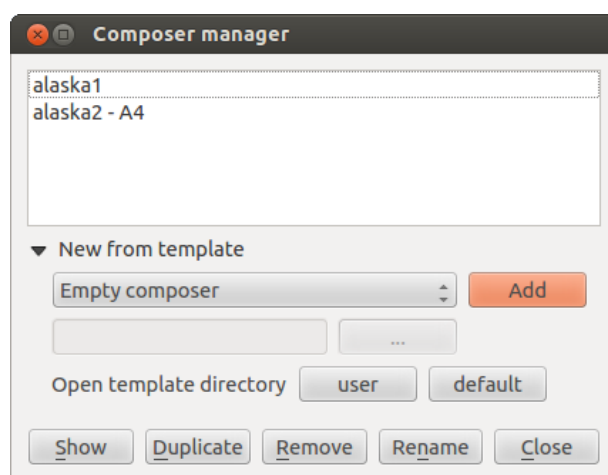 Composer manager
alaska1
alaska2 - A4
New from template
Empty composer
Add
...
Open template directory user default
Show Duplicate Remove Rename Close